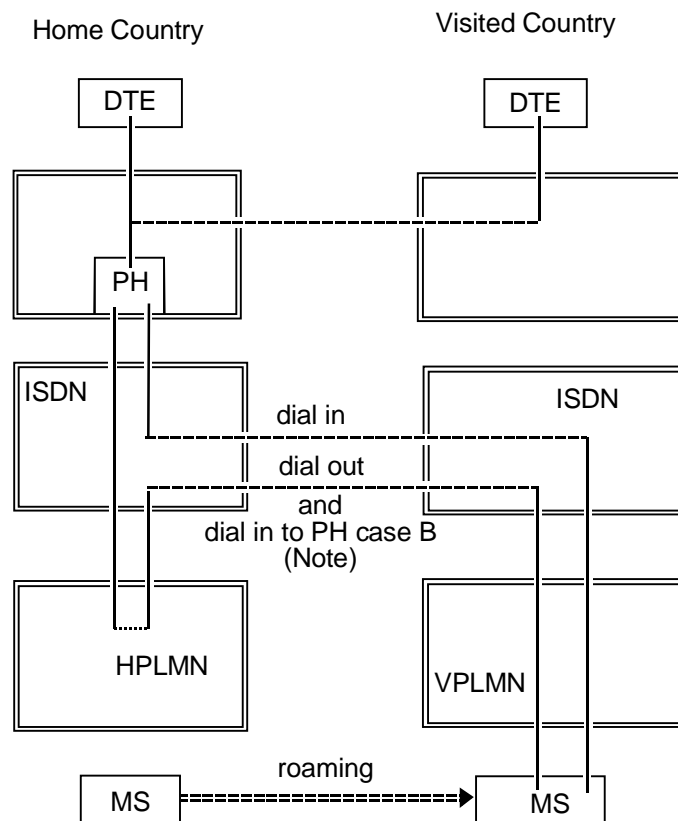 Home Country
Visited Country
DTE
DTE
PH
ISDN
ISDN
dial in
dial out
and
dial in to PH case B
(Note)
HPLMN
VPLMN
roaming
MS
MS